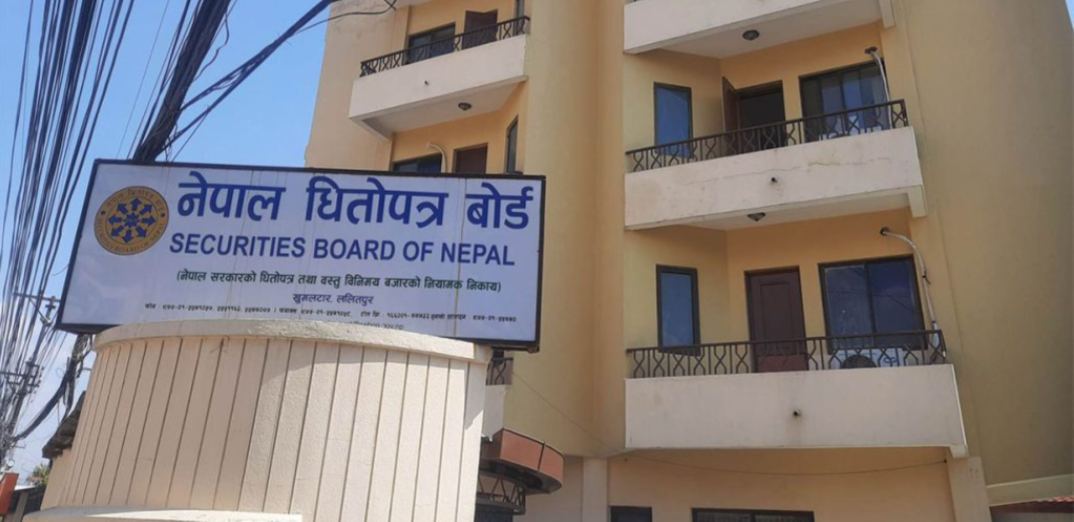 नेपाल धितोपत्र बोर्ड
SECURITIES BOARD OF NEPAL
(नेपाल सरकारको धितोपत्र तथा वस्तु विनिमय बजारको नियामक निकाय)
खुमलटार, ललितपुर